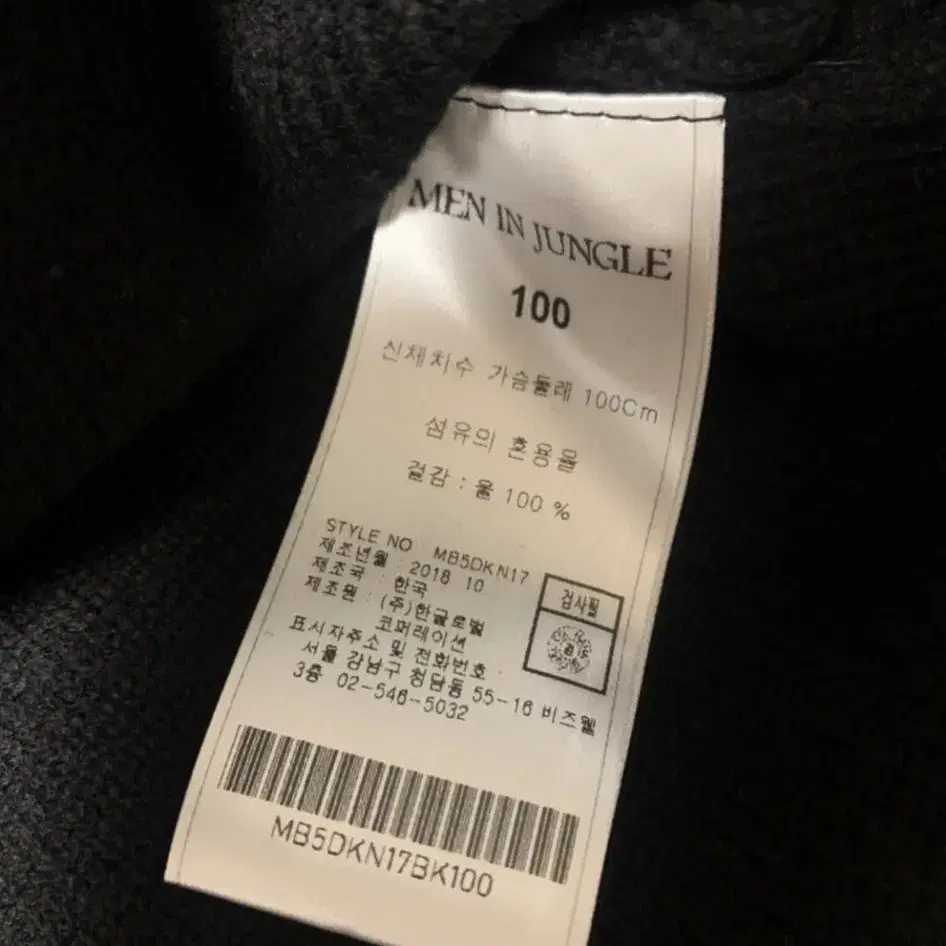 MEN IN JUNGLE
100
신체치수 가슴둘레 100Cm
섬유의 혼용율
겉감 : 울 100 %
STYLE NO : MB5DKN17
제조년월 : 2018 10.
제조국 : 한국
제조원 : (주)한글로벌
코퍼레이션
표시자주소 및 전화번호 :
서울 강남구 청담동 55-16 비즈웰
3층 02-546-5032
검사필
MB5DKN17BK100